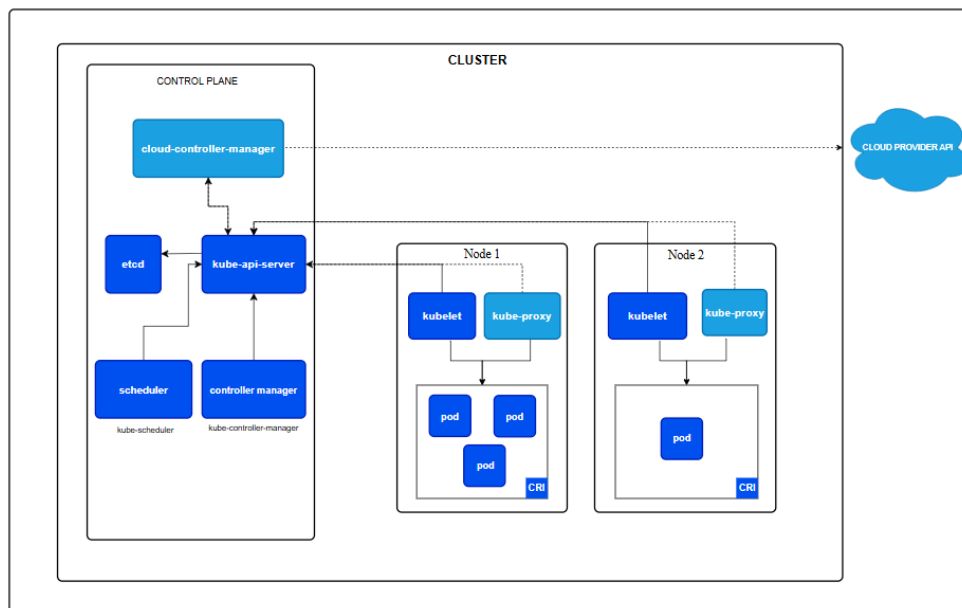 CLUSTER
CONTROL PLANE
cloud-controller-manager
CLOUD PROVIDER API
etcd
kube-api-server
scheduler
kube-scheduler
controller manager
kube-controller-manager
Node 1
kubelet
kube-proxy
pod
pod
pod
CRI
Node 2
kubelet
kube-proxy
pod
CRI